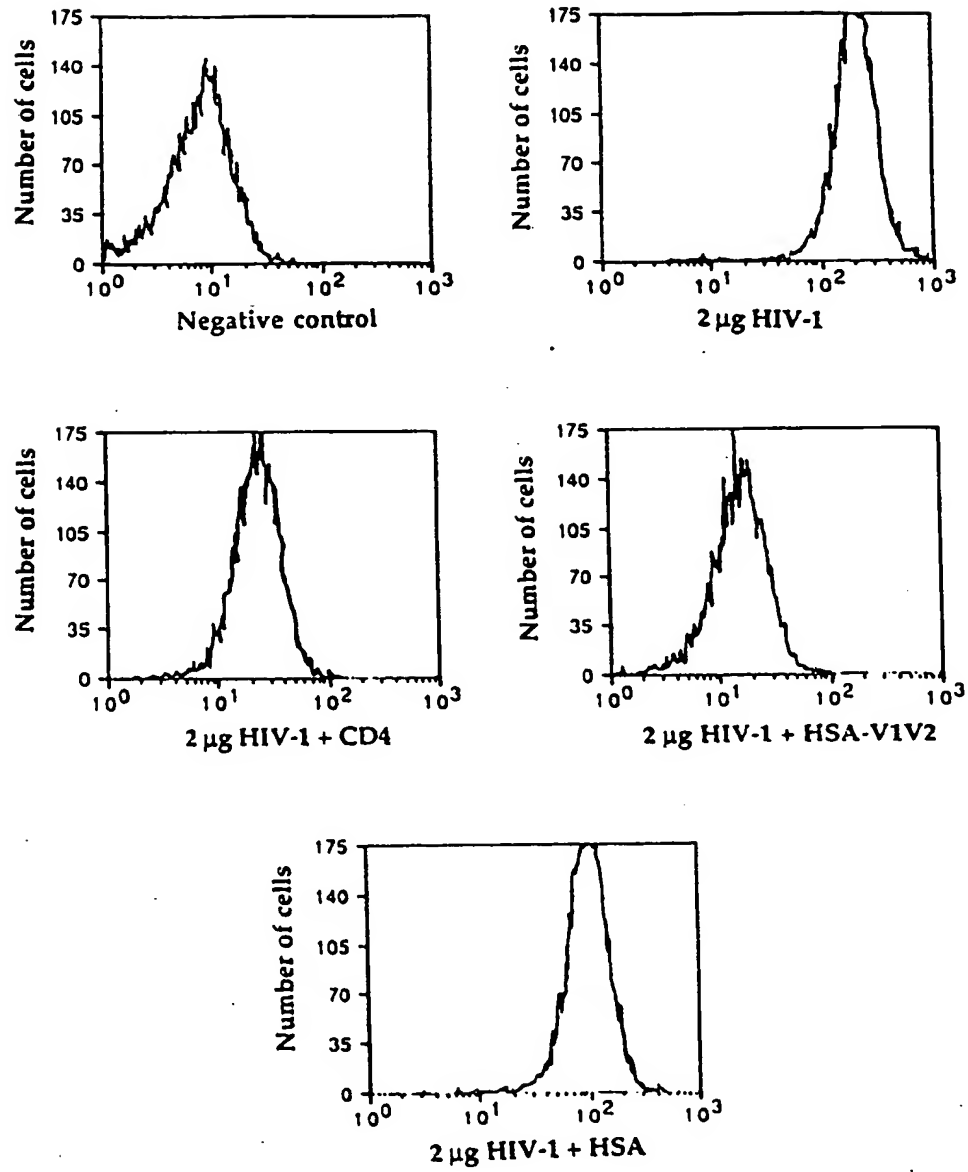 175
140
105
70
35
0
Number of cells
10⁰ 10¹ 10² 10³
Negative control
175
140
105
70
35
0
Number of cells
10⁰ 10¹ 10² 10³
2 µg HIV-1
175
140
105
70
35
0
Number of cells
10⁰ 10¹ 10² 10³
2 µg HIV-1 + CD4
175
140
105
70
35
0
Number of cells
10⁰ 10¹ 10² 10³
2 µg HIV-1 + HSA-V1V2
175
140
105
70
35
0
Number of cells
10⁰ 10¹ 10² 10³
2 µg HIV-1 + HSA